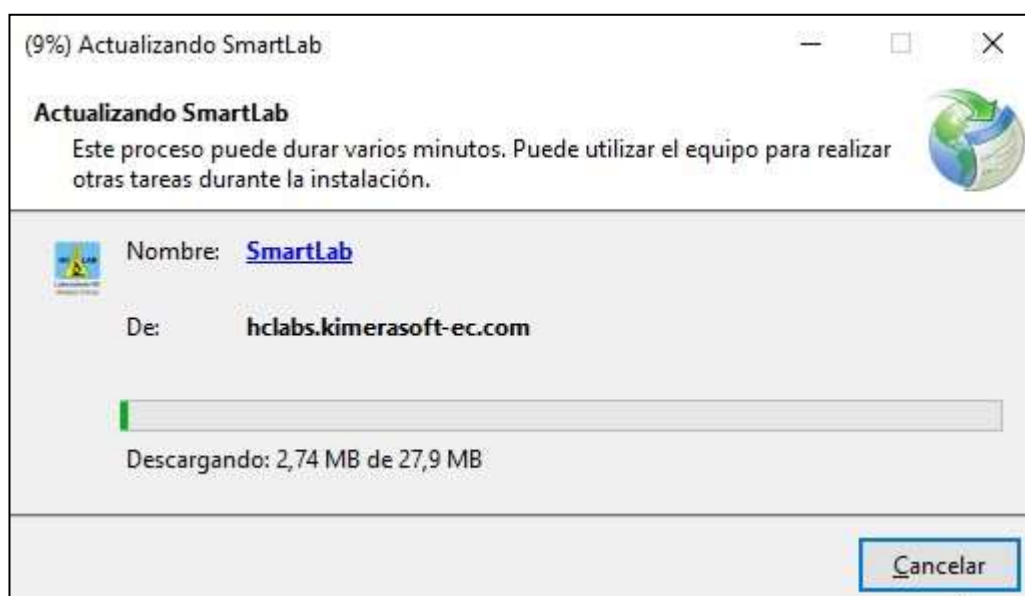 (9%) Actualizando SmartLab
Actualizando SmartLab
Este proceso puede durar varios minutos. Puede utilizar el equipo para realizar
otras tareas durante la instalación.
Nombre: SmartLab
De: hclabs.kimerasoft-ec.com
Descargando: 2,74 MB de 27,9 MB
Cancelar